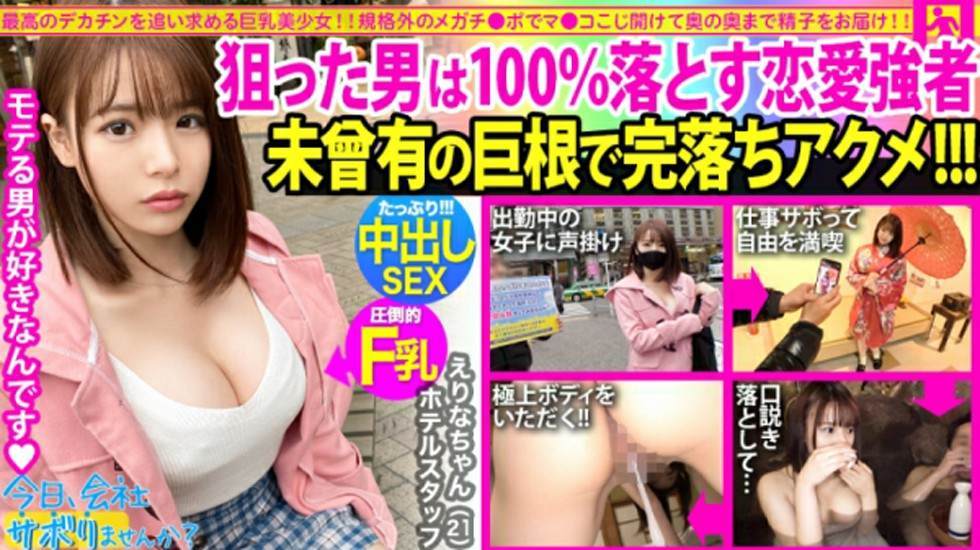 最高のデカチンを追い求める巨乳美少女!!規格外のメガチ●ポでマ●コこじ開けて奥の奥まで精子をお届け!!
狙った男は100%落とす恋愛強者
未曾有の巨根で完落ちアクメ!!!
モテる男が好きなんです♥
たっぷり!!!
中出し
SEX
圧倒的
F乳
えりなちゃん(21)
ホテルスタッフ
今日、会社
サボりませんか?
出勤中の
女子に声掛け
仕事サボって
自由を満喫
極上ボディを
いただく!!
口説き
落として…